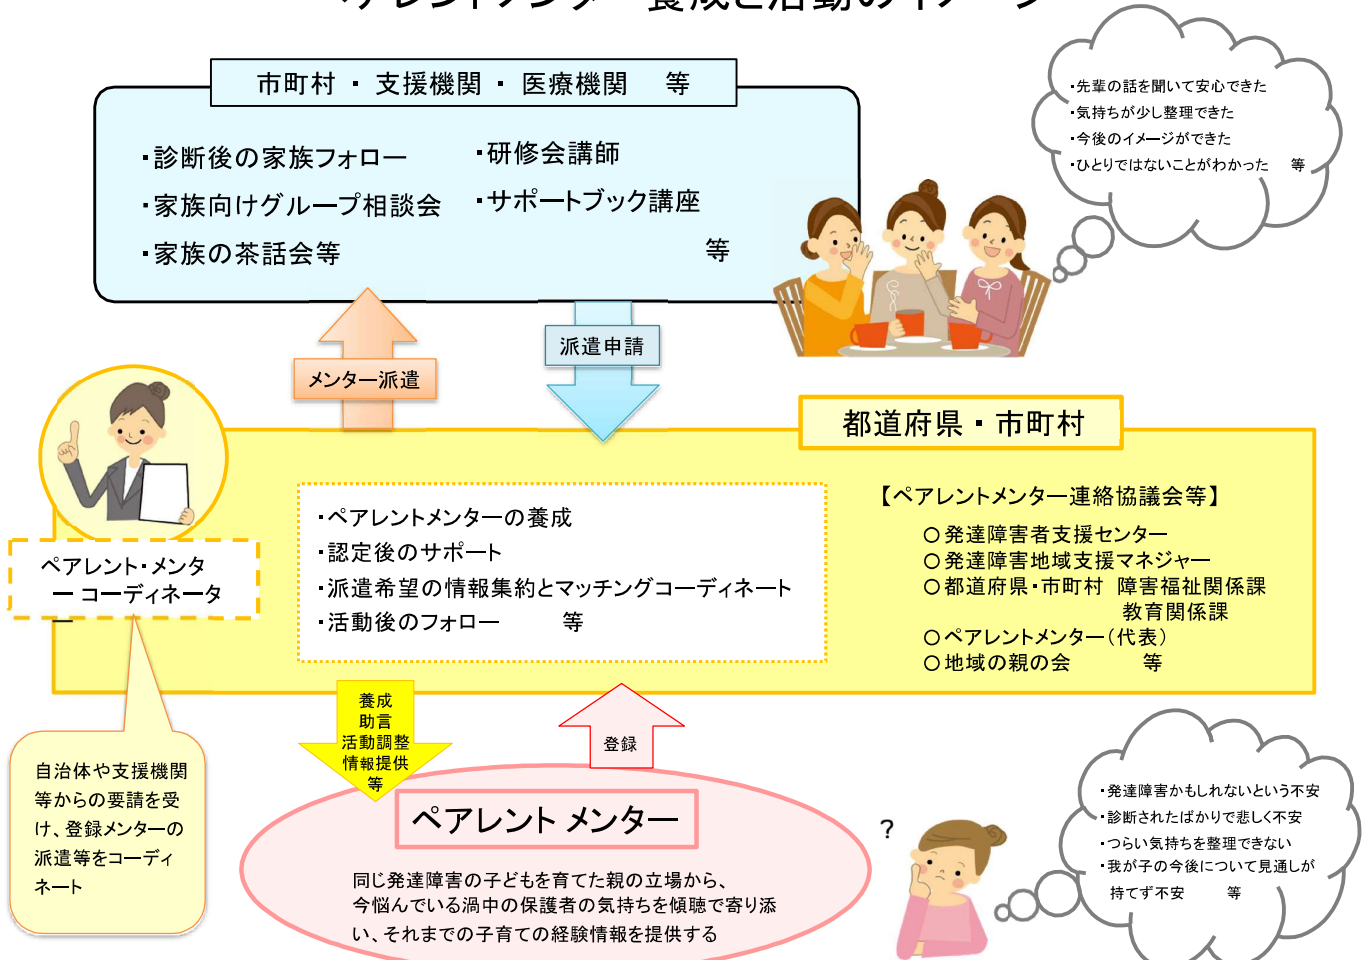 ペアレントメンター養成と活動のイメージ
市町村 ・ 支援機関 ・ 医療機関　等
・診断後の家族フォロー
・家族向けグループ相談会
・家族の茶話会等
・研修会講師
・サポートブック講座
等
・先輩の話を聞いて安心できた
・気持ちが少し整理できた
・今後のイメージができた
・ひとりではないことがわかった　等
メンター派遣
派遣申請
都道府県・市町村
ペアレント・メンタ
ー コーディネータ
ー
・ペアレントメンターの養成
・認定後のサポート
・派遣希望の情報集約とマッチングコーディネート
・活動後のフォロー　　等
【ペアレントメンター連絡協議会等】
○発達障害者支援センター
○発達障害地域支援マネジャー
○都道府県・市町村　障害福祉関係課
教育関係課
○ペアレントメンター（代表）
○地域の親の会　　　等
養成
助言
活動調整
情報提供
等
登録
自治体や支援機関
等からの要請を受
け、登録メンターの
派遣等をコーディ
ネート
ペアレント メンター
同じ発達障害の子どもを育てた親の立場から、
今悩んでいる渦中の保護者の気持ちを傾聴で寄り添
い、それまでの子育ての経験情報を提供する
?
・発達障害かもしれないという不安
・診断されたばかりで悲しく不安
・つらい気持ちを整理できない
・我が子の今後について見通しが
持てず不安　　　等